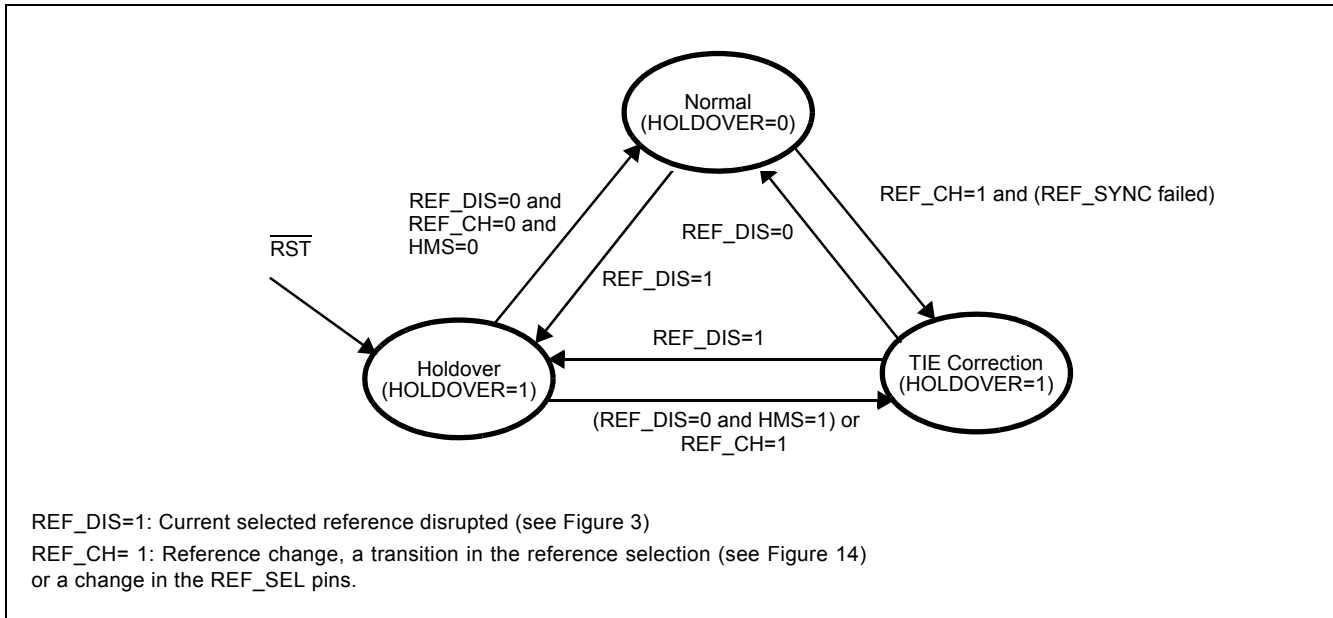 Normal
(HOLDOVER=0)
REF_DIS=0 and
REF_CH=0 and
HMS=0
REF_CH=1 and (REF_SYNC failed)
REF_DIS=0
RST
REF_DIS=1
REF_DIS=1
Holdover
(HOLDOVER=1)
TIE Correction
(HOLDOVER=1)
(REF_DIS=0 and HMS=1) or
REF_CH=1
REF_DIS=1: Current selected reference disrupted (see Figure 3)
REF_CH= 1: Reference change, a transition in the reference selection (see Figure 14)
or a change in the REF_SEL pins.